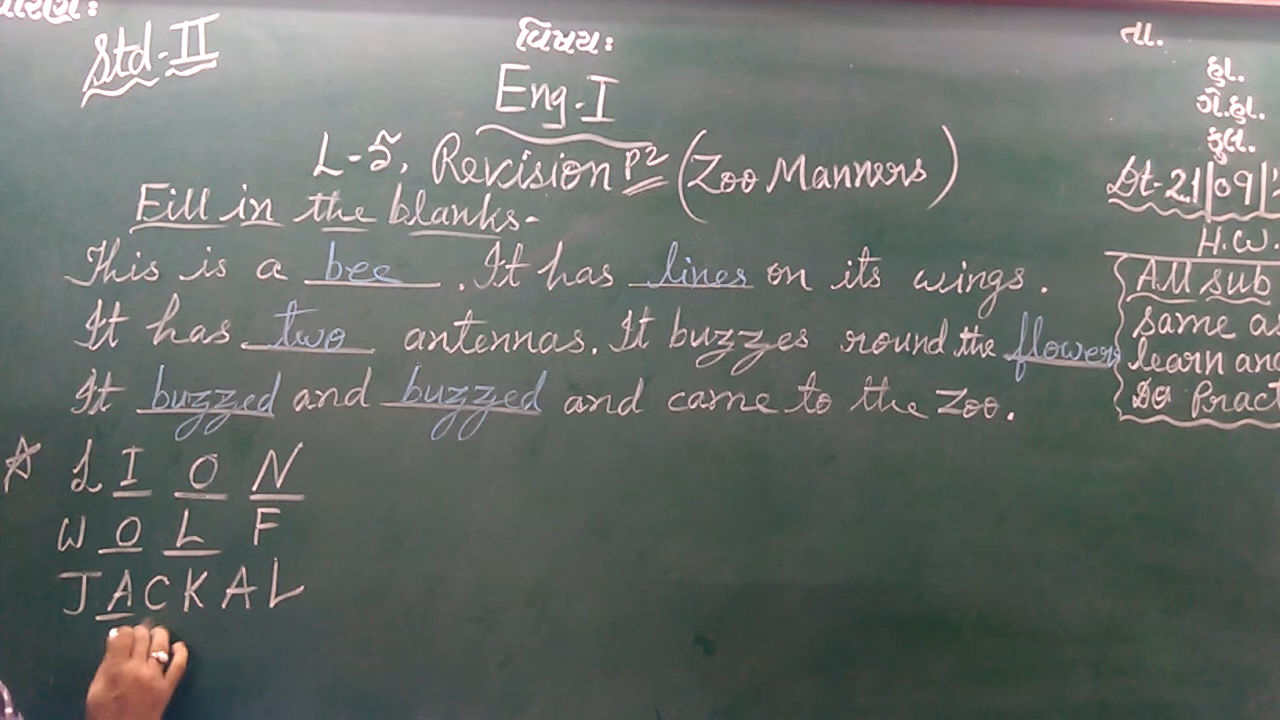 Std-II
વિષય:
તા.
Eng-I
હા.
ગે.હા.
કુલ.
L-5. Revision P2 (Zoo Manners)
Dt-21|09|
H.W.
Fill in the blanks-
This is a bee. It has lines on its wings.
It has two antennas. It buzzes round the flowers
It buzzed and buzzed and came to the Zoo.
All sub
same as
learn and
Do Pract
☆ LION
WOLF
JACKAL